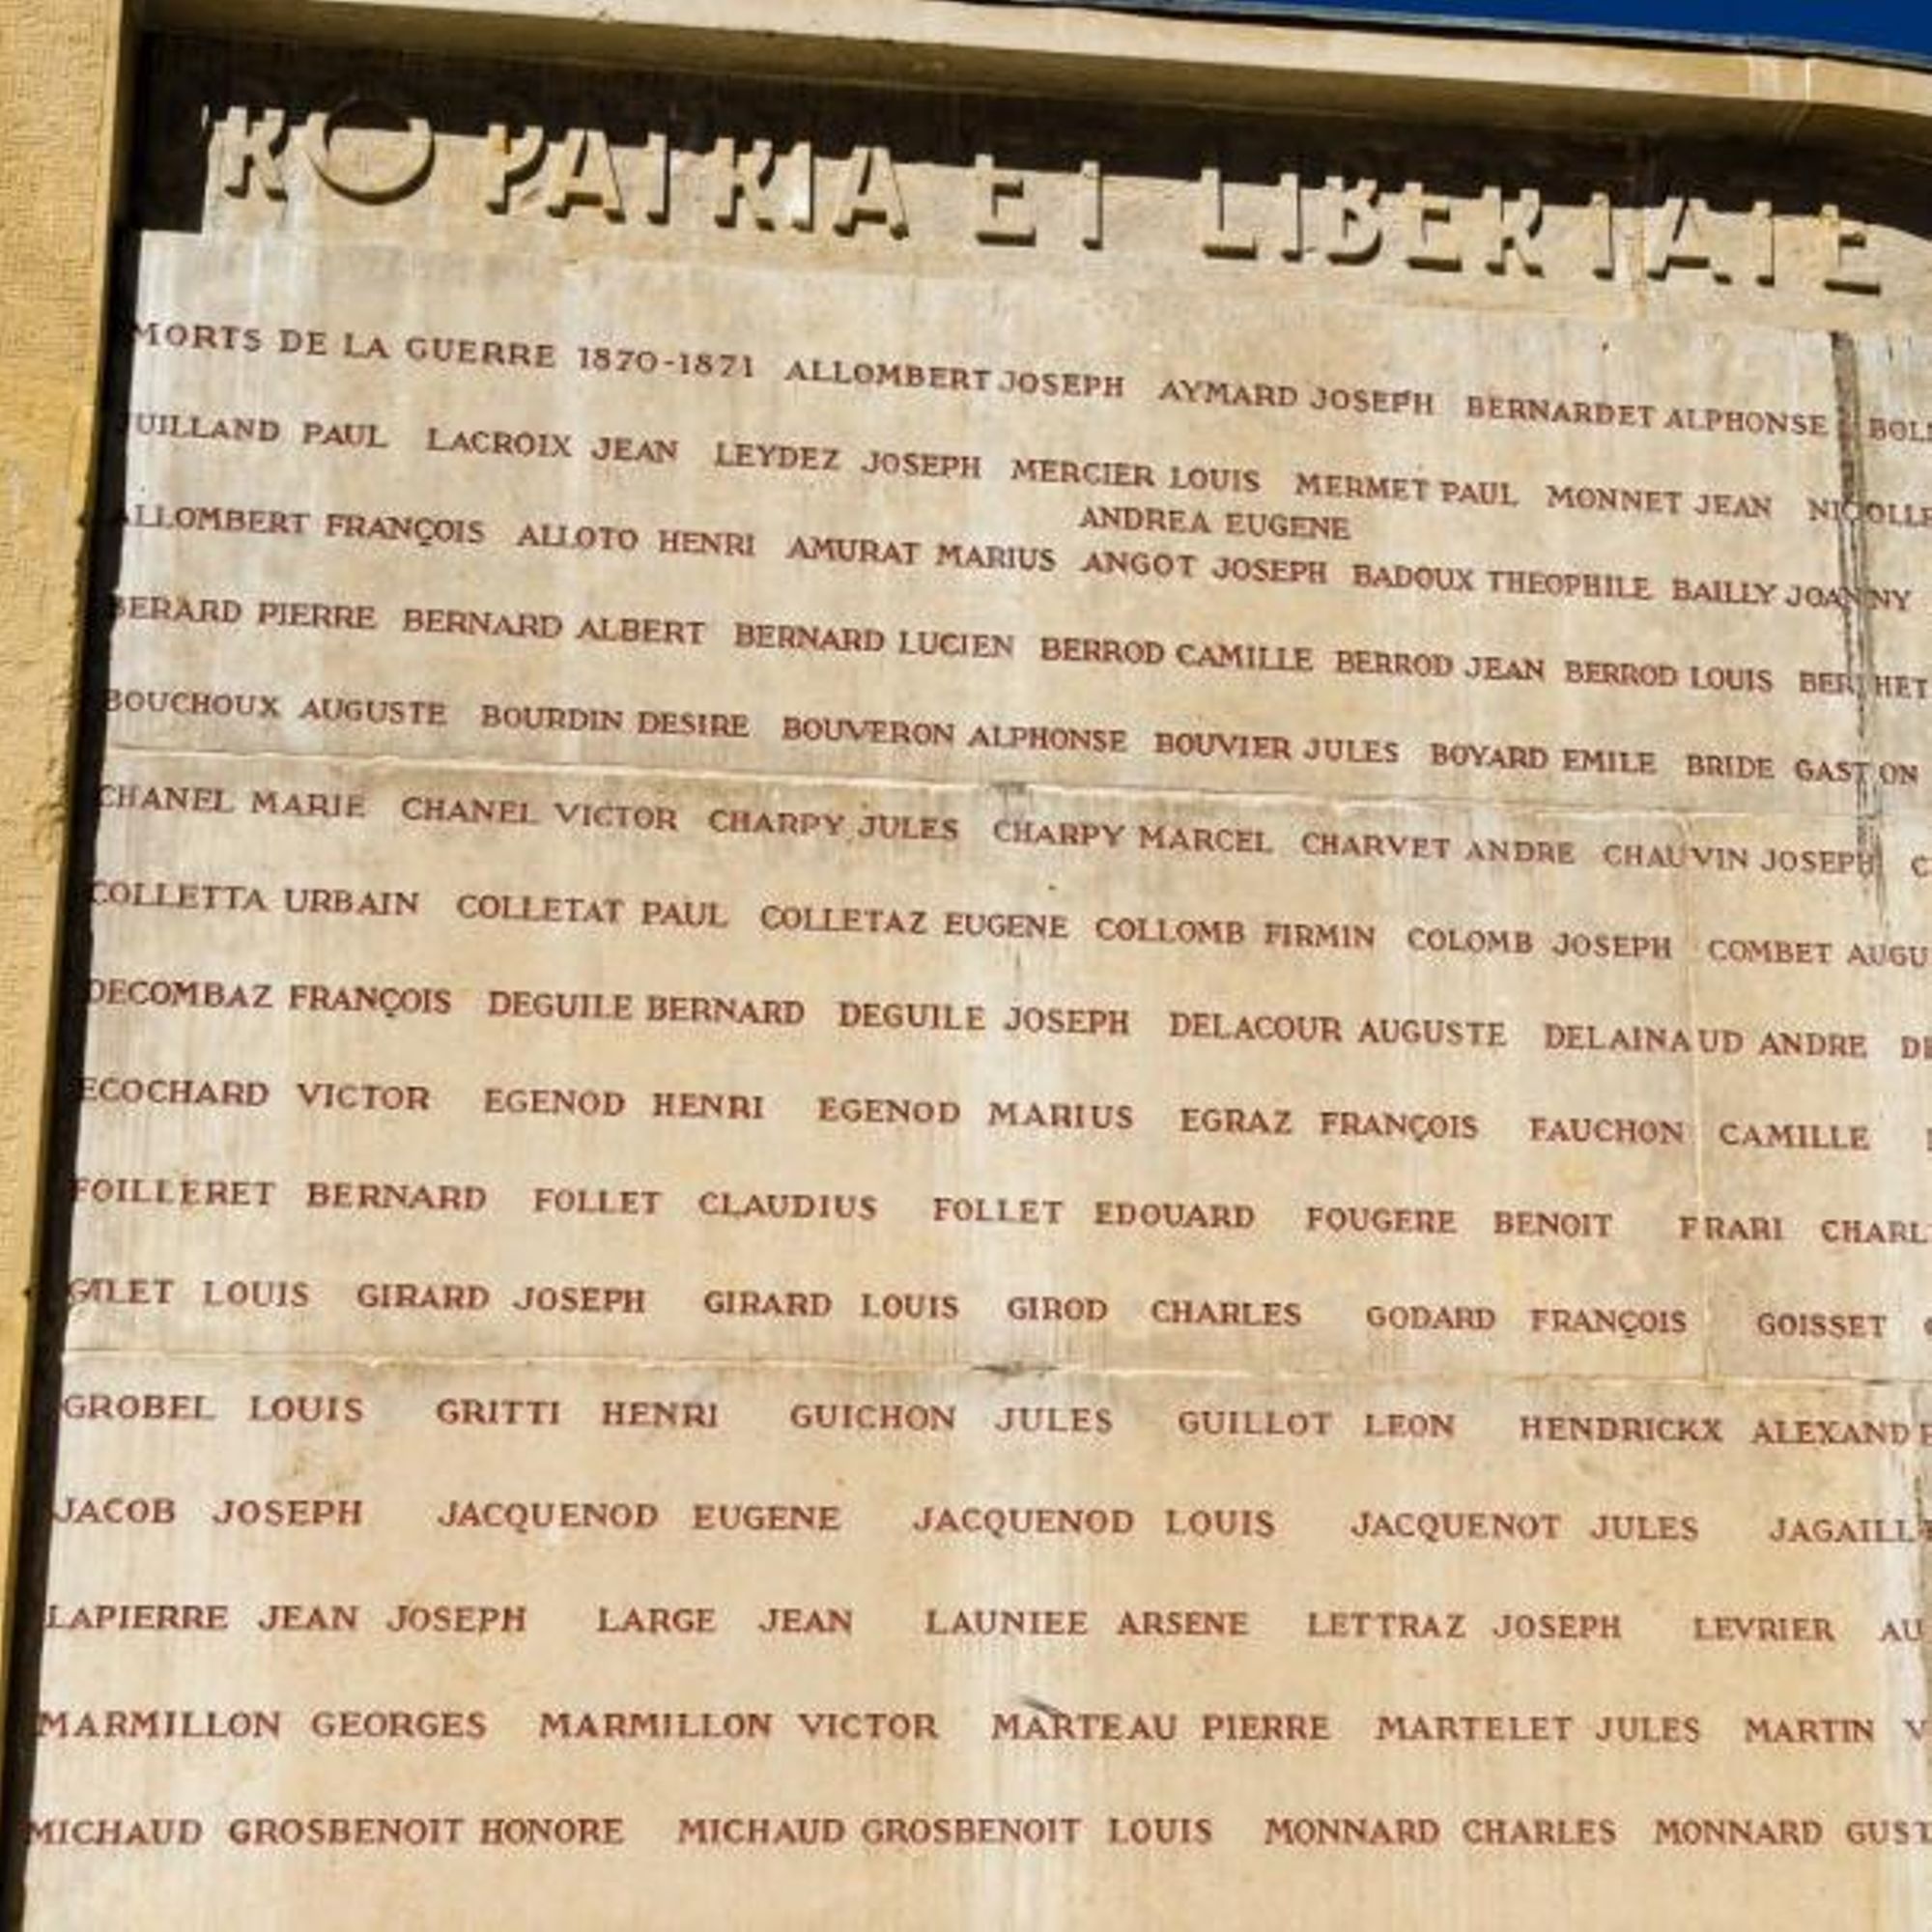 PRO PATRIA ET LIBERTATE
MORTS DE LA GUERRE 1870-1871 ALLOMBERT JOSEPH AYMARD JOSEPH BERNARDET ALPHONSE
PAUL LACROIX JEAN LEYDEZ JOSEPH MERCIER LOUIS MERMET PAUL MONNET JEAN
ANDREA EUGENE
ALLOMBERT FRANÇOIS ALLOTO HENRI AMURAT MARIUS ANGOT JOSEPH BADOUX THEOPHILE BAILLY JOANNY
BERARD PIERRE BERNARD ALBERT BERNARD LUCIEN BERROD CAMILLE BERROD JEAN BERROD LOUIS BERTHET
BOUCHOUX AUGUSTE BOURDIN DESIRE BOUVERON ALPHONSE BOUVIER JULES BOYARD EMILE BRIDE GASTON
CHANEL MARIE CHANEL VICTOR CHARPY JULES CHARPY MARCEL CHARVET ANDRE CHAUVIN JOSEPH
COLLETTA URBAIN COLLETAT PAUL COLLETAZ EUGENE COLLOMB FIRMIN COLOMB JOSEPH COMBET
DECOMBAZ FRANÇOIS DEGUILE BERNARD DEGUILE JOSEPH DELACOUR AUGUSTE DELAINAUD ANDRE
ECOCHARD VICTOR EGENOD HENRI EGENOD MARIUS EGRAZ FRANÇOIS FAUCHON CAMILLE
FOILLERET BERNARD FOLLET CLAUDIUS FOLLET EDOUARD FOUGERE BENOIT FRARI
GILET LOUIS GIRARD JOSEPH GIRARD LOUIS GIROD CHARLES GODARD FRANÇOIS GOISSET
GROBEL LOUIS GRITTI HENRI GUICHON JULES GUILLOT LEON HENDRICKX
JACOB JOSEPH JACQUENOD EUGENE JACQUENOD LOUIS JACQUENOT JULES
LAPIERRE JEAN JOSEPH LARGE JEAN LAUNIEE ARSENE LETTRAZ JOSEPH LEVRIER
MARMILLON GEORGES MARMILLON VICTOR MARTEAU PIERRE MARTELET JULES MARTIN
MICHAUD GROSBENOIT HONORE MICHAUD GROSBENOIT LOUIS MONNARD CHARLES MONNARD